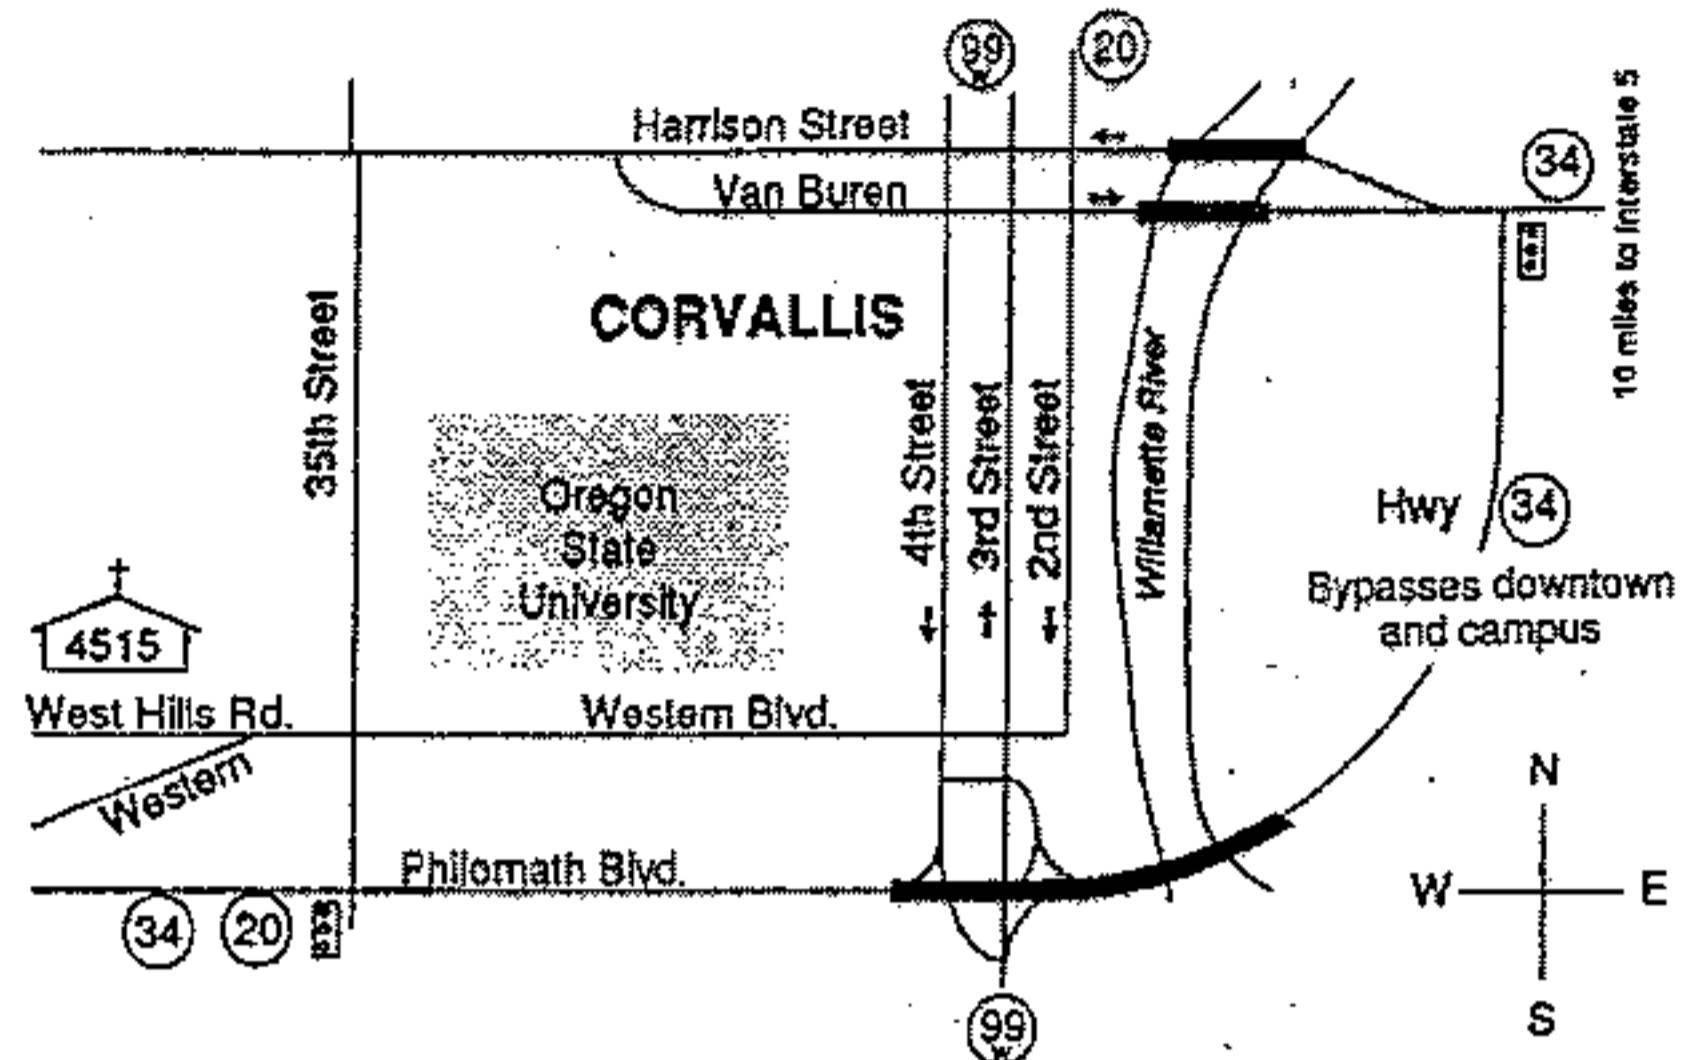 99
W
20
Harrison Street
Van Buren
34
10 miles to Interstate 5
CORVALLIS
35th Street
Oregon
State
University
4th Street
3rd Street
2nd Street
Willamette River
Hwy 34
Bypasses downtown
and campus
4515
West Hills Rd.
Western Blvd.
Western
Philomath Blvd.
34
20
99
W
N
W E
S